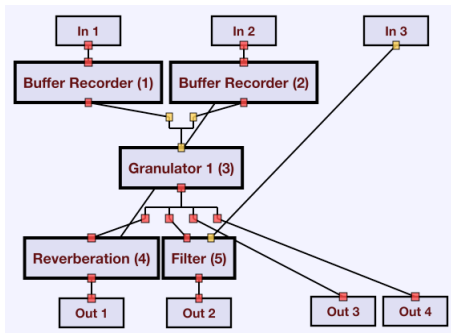 In 1
In 2
In 3
Buffer Recorder (1)
Buffer Recorder (2)
Granulator 1 (3)
Reverberation (4)
Filter (5)
Out 1
Out 2
Out 3
Out 4